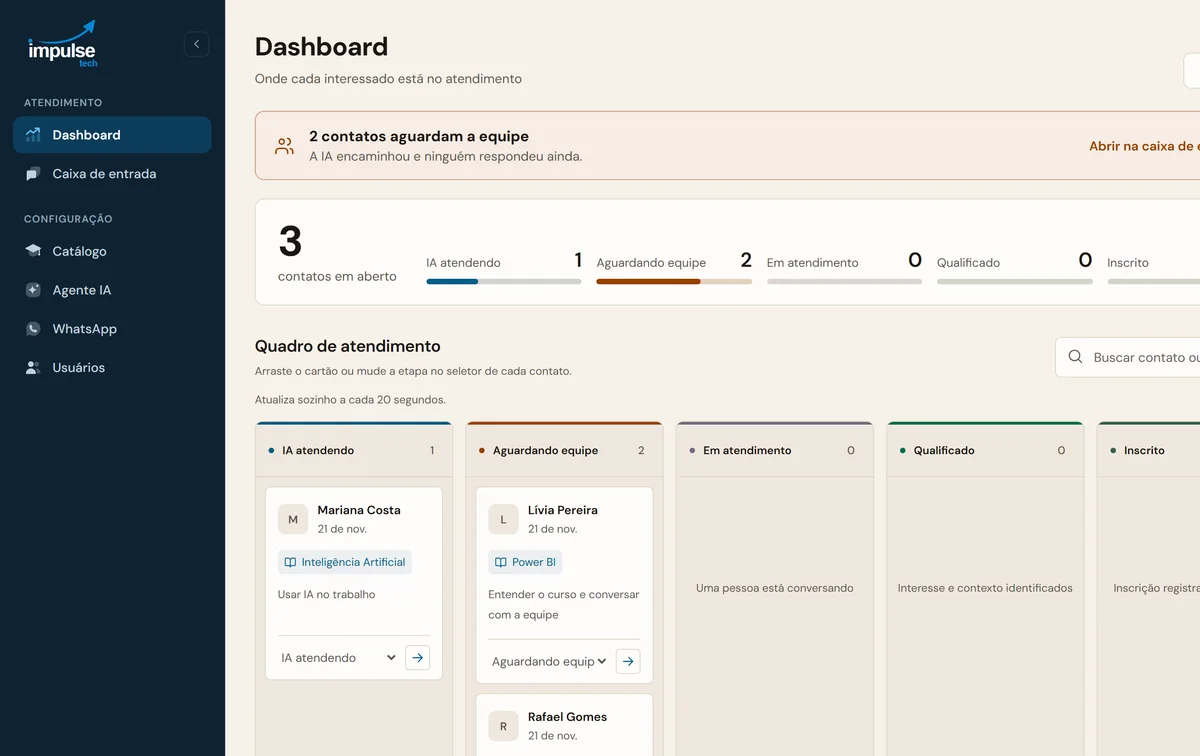 impulse
tech
ATENDIMENTO
Dashboard
Caixa de entrada
CONFIGURAÇÃO
Catálogo
Agente IA
WhatsApp
Usuários
Dashboard
Onde cada interessado está no atendimento
2 contatos aguardam a equipe
A IA encaminhou e ninguém respondeu ainda.
Abrir na caixa de
3
contatos em aberto
IA atendendo 1
Aguardando equipe 2
Em atendimento 0
Qualificado 0
Inscrito
Quadro de atendimento
Arraste o cartão ou mude a etapa no seletor de cada contato.
Atualiza sozinho a cada 20 segundos.
Buscar contato ou
IA atendendo 1
M
Mariana Costa
21 de nov.
Inteligência Artificial
Usar IA no trabalho
IA atendendo
Aguardando equipe 2
L
Lívia Pereira
21 de nov.
Power BI
Entender o curso e conversar
com a equipe
Aguardando equip
R
Rafael Gomes
21 de nov.
Em atendimento 0
Uma pessoa está conversando
Qualificado 0
Interesse e contexto identificados
Inscrito
Inscrição registra